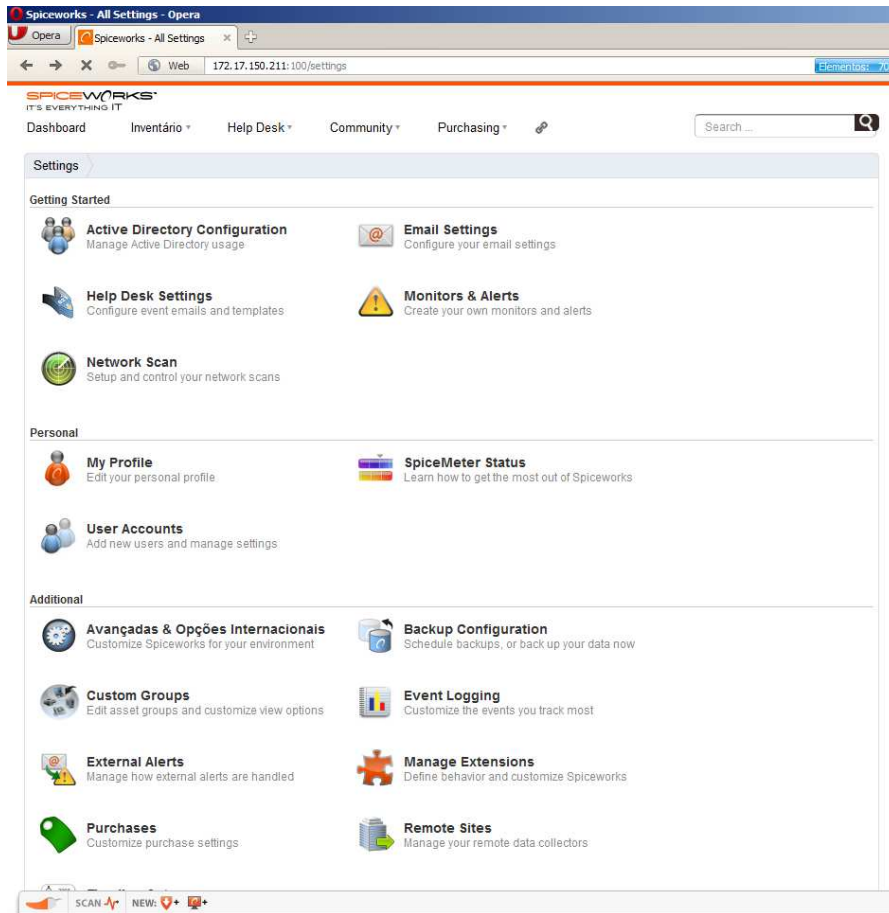 Spiceworks - All Settings - Opera
Opera
Spiceworks - All Settings
Web
172.17.150.211:100/settings
Elementos: 70
SPICEWORKS
IT'S EVERYTHING IT
Dashboard
Inventário
Help Desk
Community
Purchasing
Search ...
Settings
Getting Started
Active Directory Configuration
Manage Active Directory usage
Email Settings
Configure your email settings
Help Desk Settings
Configure event emails and templates
Monitors & Alerts
Create your own monitors and alerts
Network Scan
Setup and control your network scans
Personal
My Profile
Edit your personal profile
SpiceMeter Status
Learn how to get the most out of Spiceworks
User Accounts
Add new users and manage settings
Additional
Avançadas & Opções Internacionais
Customize Spiceworks for your environment
Backup Configuration
Schedule backups, or back up your data now
Custom Groups
Edit asset groups and customize view options
Event Logging
Customize the events you track most
External Alerts
Manage how external alerts are handled
Manage Extensions
Define behavior and customize Spiceworks
Purchases
Customize purchase settings
Remote Sites
Manage your remote data collectors
SCAN
NEW: